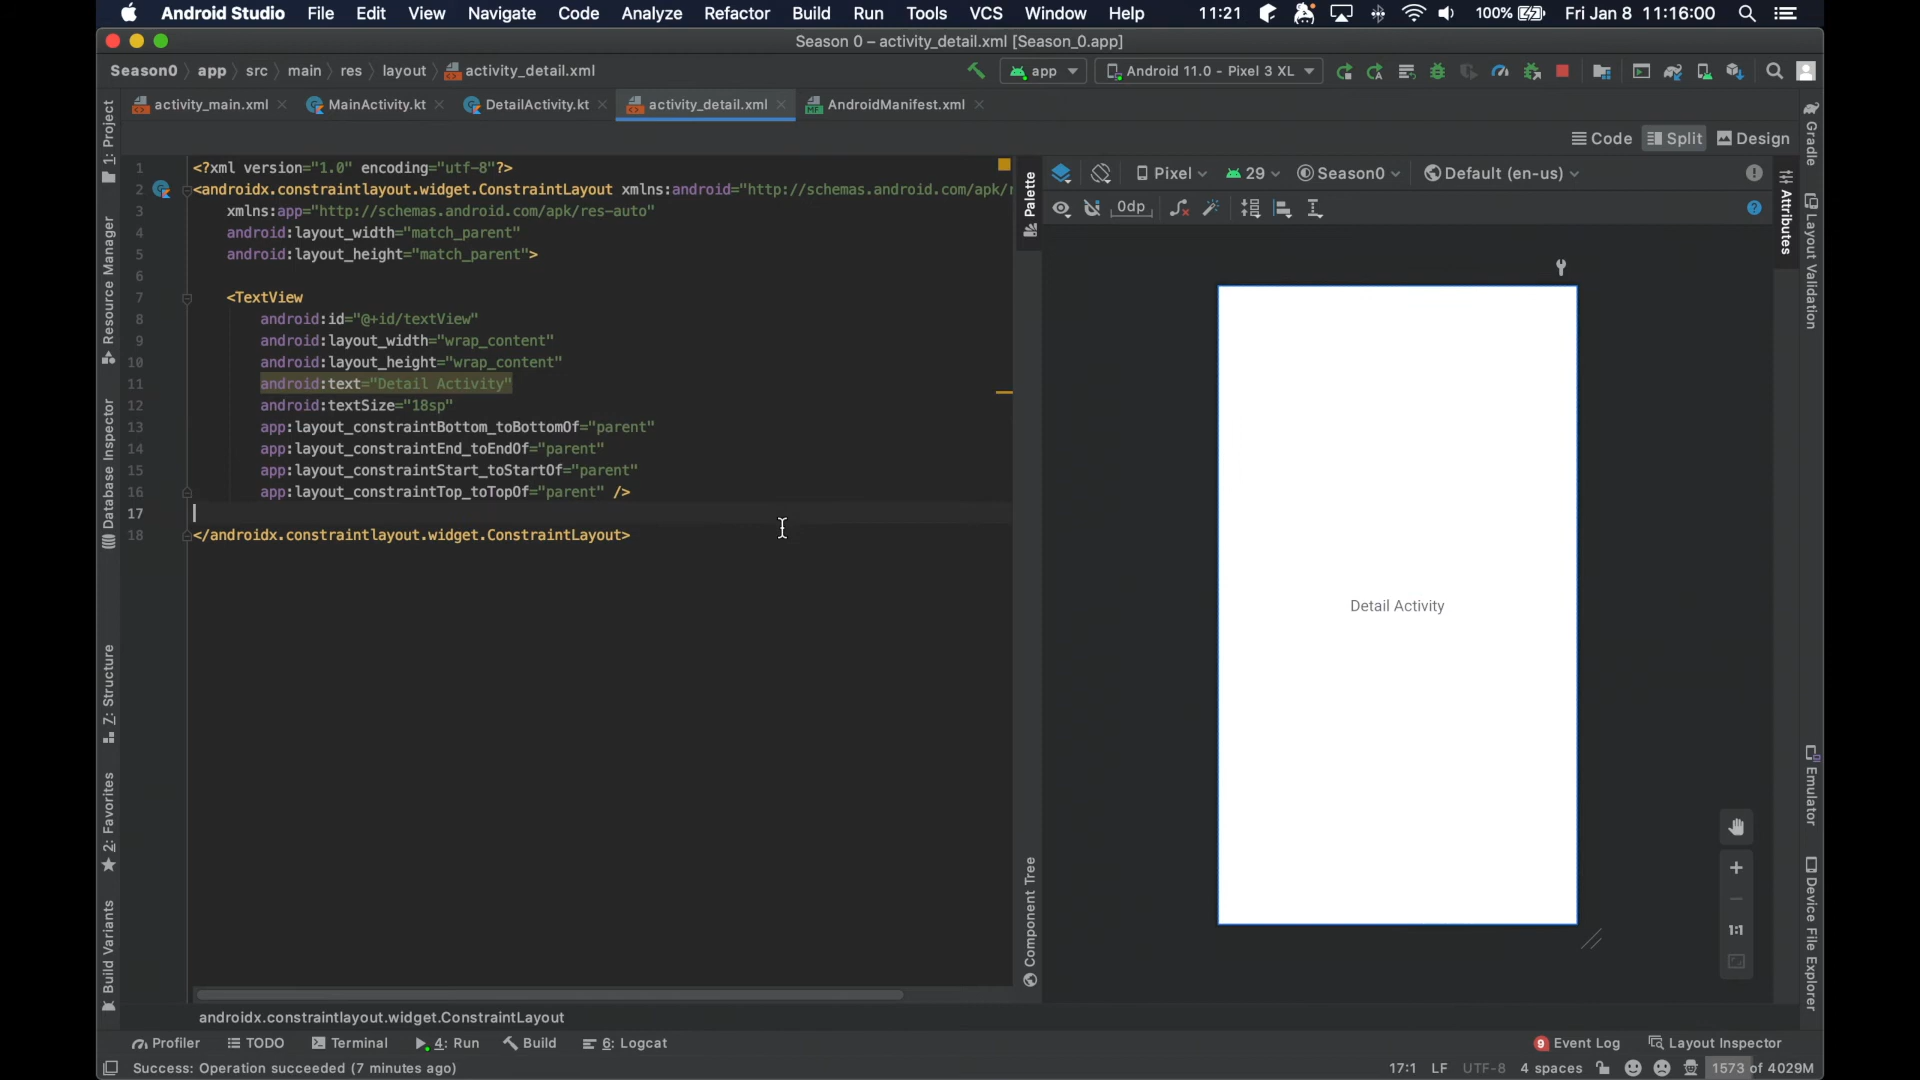 Android Studio File Edit View Navigate Code Analyze Refactor Build Run Tools VCS Window Help 11:21 100% Fri Jan 8 11:16:00
Season 0 – activity_detail.xml [Season_0.app]
Season0 app src main res layout activity_detail.xml app Android 11.0 - Pixel 3 XL
activity_main.xml MainActivity.kt DetailActivity.kt activity_detail.xml AndroidManifest.xml
Code Split Design
1: Project
Resource Manager
Database Inspector
Z: Structure
2: Favorites
Build Variants
1 <?xml version="1.0" encoding="utf-8"?>
2 <androidx.constraintlayout.widget.ConstraintLayout xmlns:android="http://schemas.android.com/apk/r
3 xmlns:app="http://schemas.android.com/apk/res-auto"
4 android:layout_width="match_parent"
5 android:layout_height="match_parent">
6
7 <TextView
8 android:id="@+id/textView"
9 android:layout_width="wrap_content"
10 android:layout_height="wrap_content"
11 android:text="Detail Activity"
12 android:textSize="18sp"
13 app:layout_constraintBottom_toBottomOf="parent"
14 app:layout_constraintEnd_toEndOf="parent"
15 app:layout_constraintStart_toStartOf="parent"
16 app:layout_constraintTop_toTopOf="parent" />
17
18 </androidx.constraintlayout.widget.ConstraintLayout>
Palette
Component Tree
Pixel 29 Season0 Default (en-us)
0dp
Detail Activity
1:1
Attributes
Gradle
Layout Validation
Emulator
Device File Explorer
androidx.constraintlayout.widget.ConstraintLayout
Profiler TODO Terminal 4: Run Build 6: Logcat 9 Event Log Layout Inspector
Success: Operation succeeded (7 minutes ago) 17:1 LF UTF-8 4 spaces 1573 of 4029M